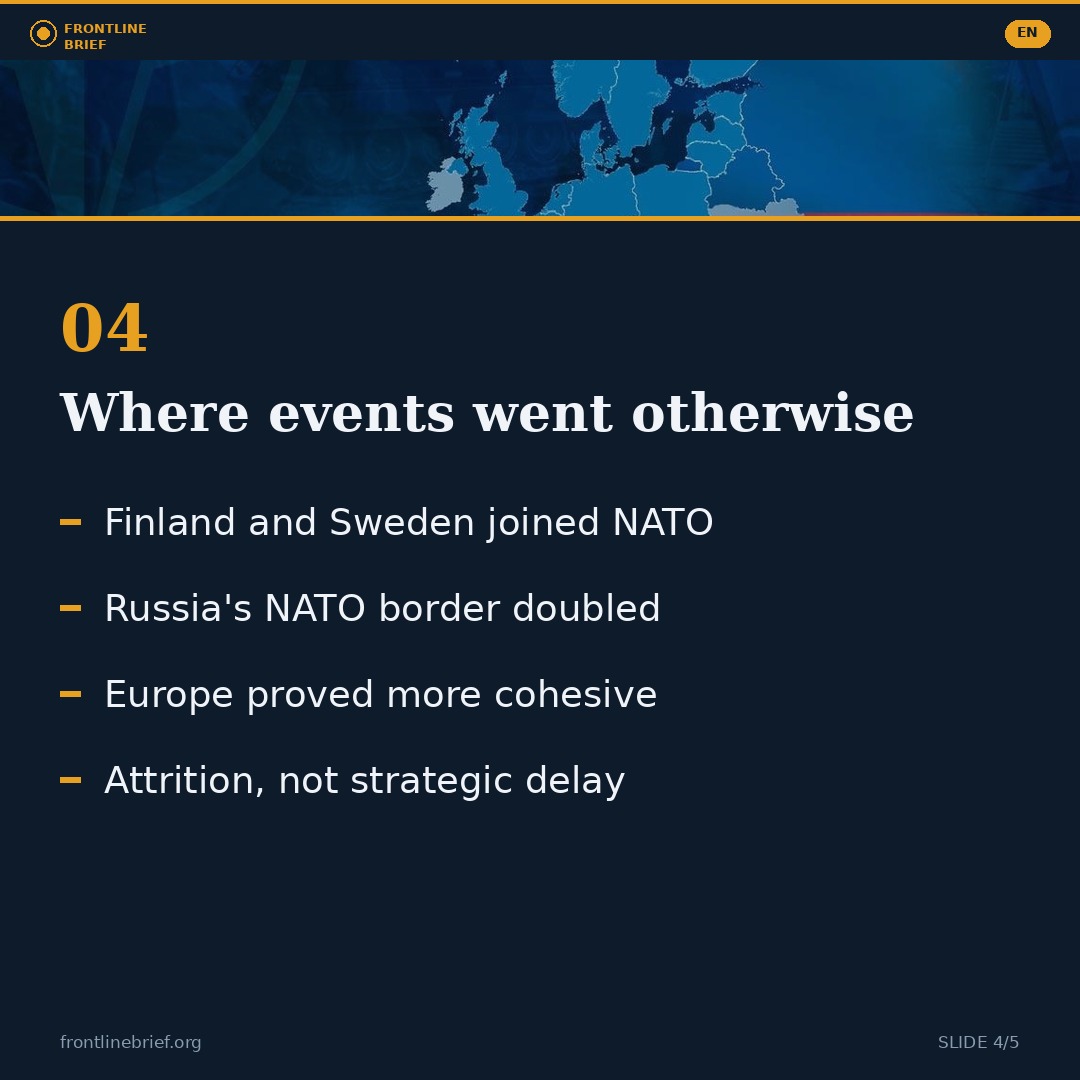 FRONTLINE
BRIEF
EN
04
Where events went otherwise
Finland and Sweden joined NATO
Russia's NATO border doubled
Europe proved more cohesive
Attrition, not strategic delay
frontlinebrief.org
SLIDE 4/5